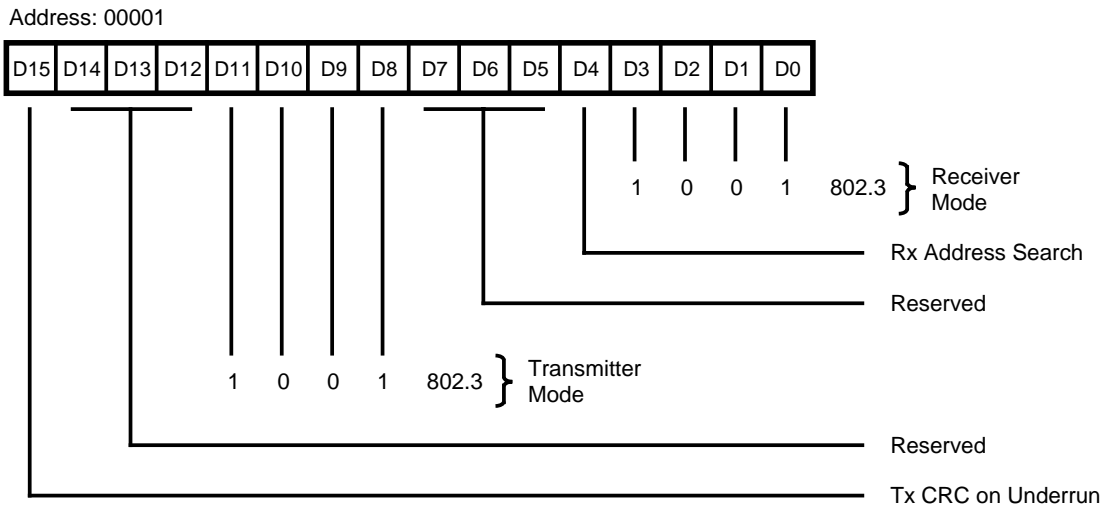 Address: 00001
D15 D14 D13 D12 D11 D10 D9 D8 D7 D6 D5 D4 D3 D2 D1 D0
1 0 0 1 802.3 } Receiver
Mode
Rx Address Search
Reserved
1 0 0 1 802.3 } Transmitter
Mode
Reserved
Tx CRC on Underrun